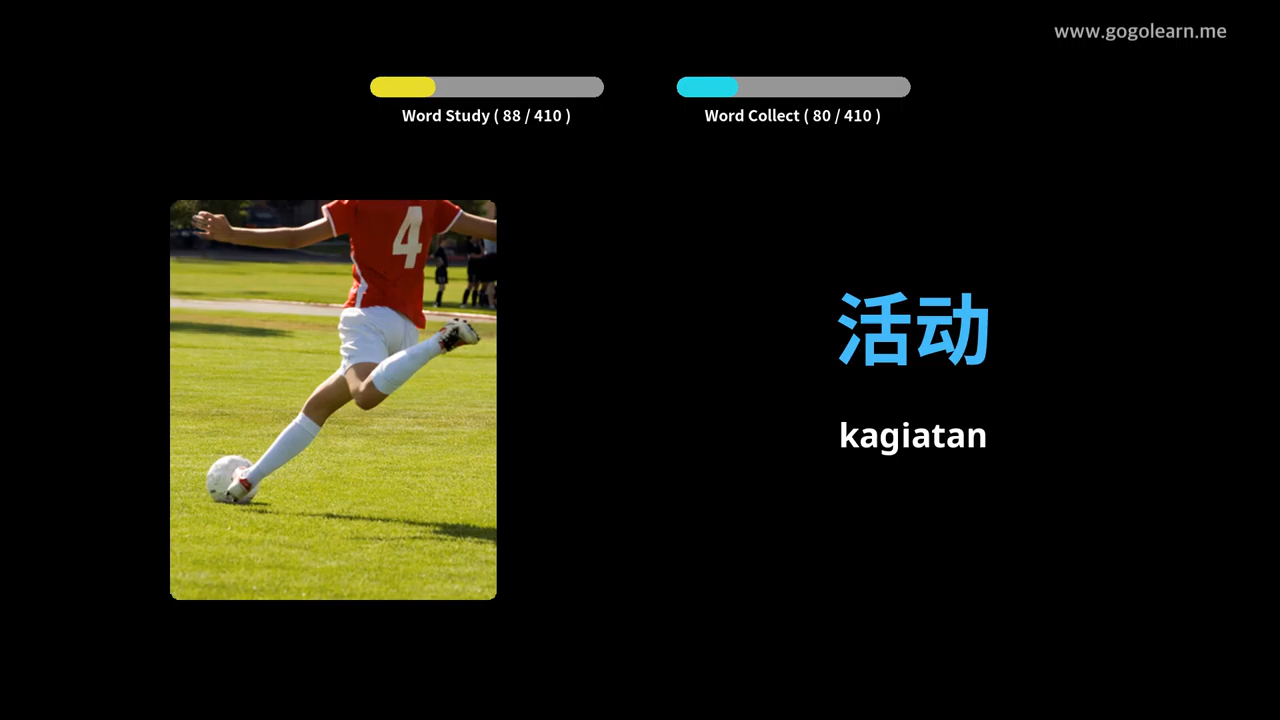 www.gogolearn.me
Word Study ( 88 / 410 )
Word Collect ( 80 / 410 )
4
活动
kagiatan